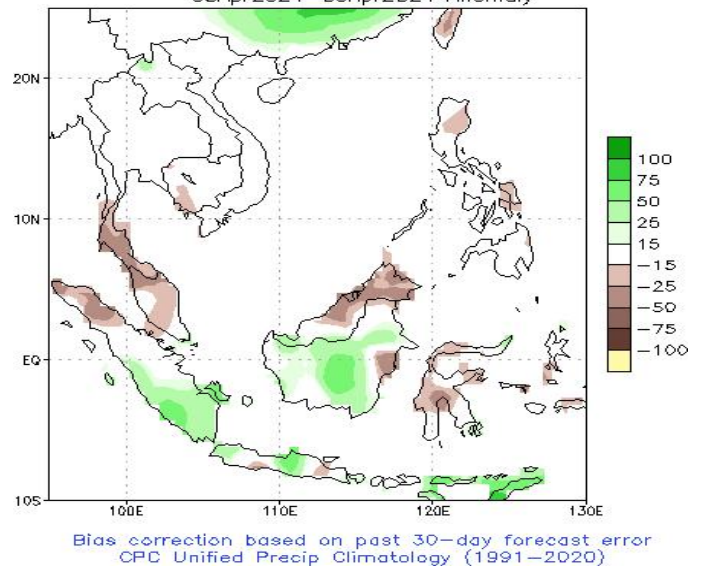 20N
10N
EQ
10S
100E
110E
120E
130E
100
75
50
25
15
−15
−25
−50
−75
−100
Bias correction based on past 30−day forecast error
CPC Unified Precip Climatology (1991−2020)